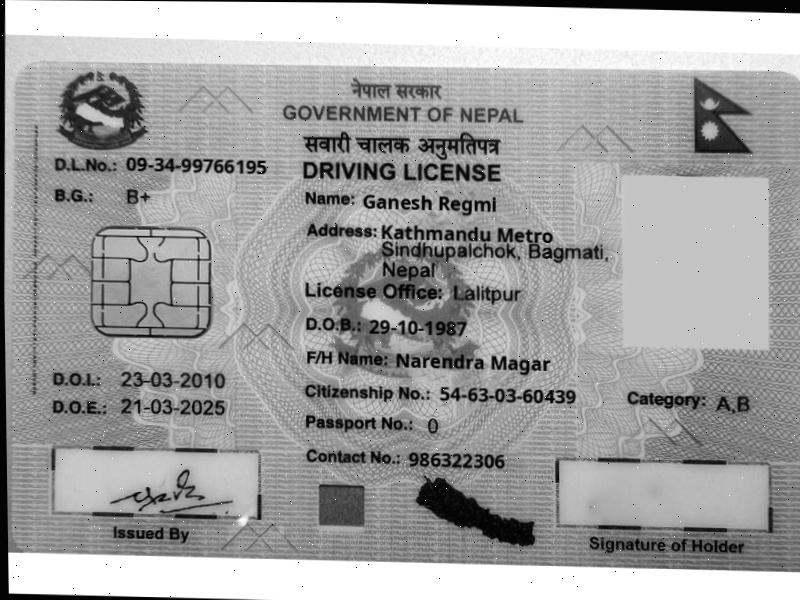 नेपाल सरकार
GOVERNMENT OF NEPAL
सवारी चालक अनुमतिपत्र
DRIVING LICENSE
D.L.No.: 09-34-99766195
B.G.: B+
Name: Ganesh Regmi
Address: Kathmandu Metro
Sindhupalchok, Bagmati,
Nepal
License Office: Lalitpur
D.O.B.: 29-10-1987
F/H Name: Narendra Magar
D.O.I.: 23-03-2010
D.O.E.: 21-03-2025
Citizenship No.: 54-63-03-60439
Category: A,B
Passport No.: 0
Contact No.: 986322306
Issued By
Signature of Holder